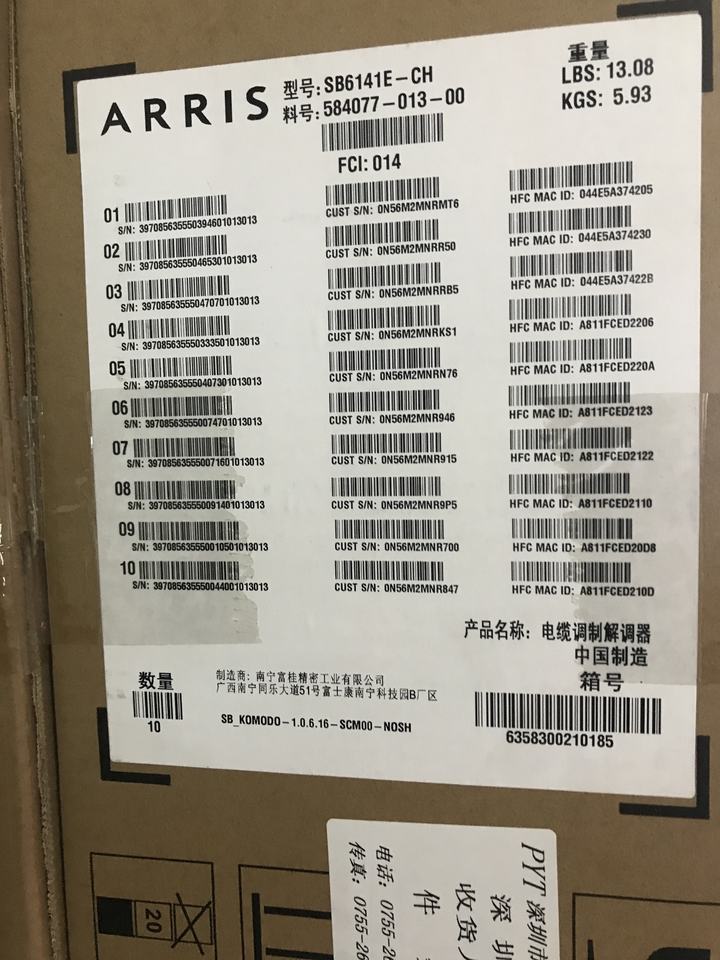 ARRIS
型号: SB6141E-CH
料号: 584077-013-00
FCI: 014
重量
LBS: 13.08
KGS: 5.93
01
S/N: 397085635550394601013013
CUST S/N: 0N56M2MNRMT6
HFC MAC ID: 044E5A374205
02
S/N: 397085635550465301013013
CUST S/N: 0N56M2MNRR50
HFC MAC ID: 044E5A374230
03
S/N: 397085635550470701013013
CUST S/N: 0N56M2MNRRB5
HFC MAC ID: 044E5A37422B
04
S/N: 397085635550333501013013
CUST S/N: 0N56M2MNRKS1
HFC MAC ID: A811FCED2206
05
S/N: 397085635550407301013013
CUST S/N: 0N56M2MNRN76
HFC MAC ID: A811FCED220A
06
S/N: 397085635550074701013013
CUST S/N: 0N56M2MNR946
HFC MAC ID: A811FCED2123
07
S/N: 397085635550071601013013
CUST S/N: 0N56M2MNR915
HFC MAC ID: A811FCED2122
08
S/N: 397085635550091401013013
CUST S/N: 0N56M2MNR9P5
HFC MAC ID: A811FCED2110
09
S/N: 397085635550010501013013
CUST S/N: 0N56M2MNR700
HFC MAC ID: A811FCED20D8
10
S/N: 397085635550044001013013
CUST S/N: 0N56M2MNR847
HFC MAC ID: A811FCED210D
产品名称: 电缆调制解调器
中国制造
箱号
6358300210185
数量
10
制造商: 南宁富桂精密工业有限公司
广西南宁同乐大道51号富士康南宁科技园B厂区
SB_KOMODO-1.0.6.16-SCM00-NOSH
PYT 深圳市
深圳
收货人
件
电话: 0755-26
传真: 0755-26
20